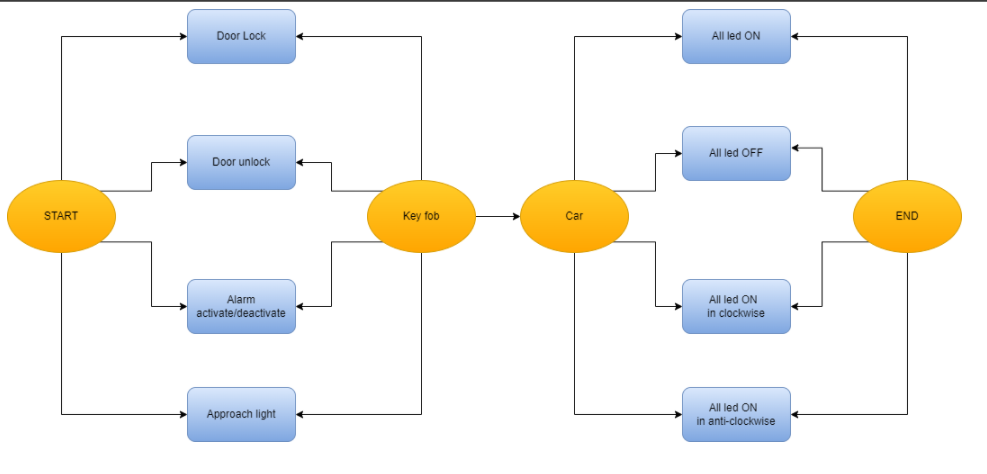 Door Lock
All led ON
Door unlock
All led OFF
START
Key fob
Car
END
Alarm
activate/deactivate
All led ON
in clockwise
Approach light
All led ON
in anti-clockwise